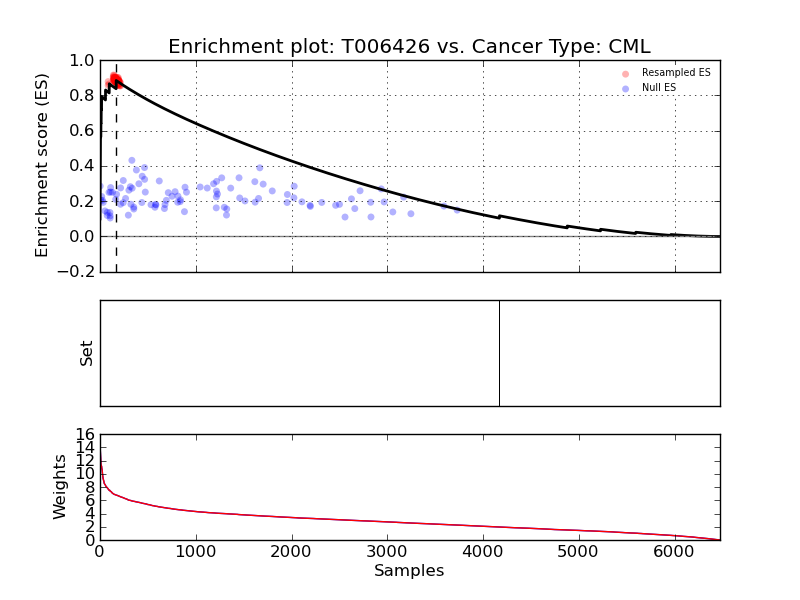 Enrichment plot: T006426 vs. Cancer Type: CML
1.0
0.8
0.6
0.4
0.2
0.0
−0.2
Enrichment score (ES)
Resampled ES
Null ES
Set
16
14
12
10
8
6
4
2
0
Weights
0 1000 2000 3000 4000 5000 6000
Samples